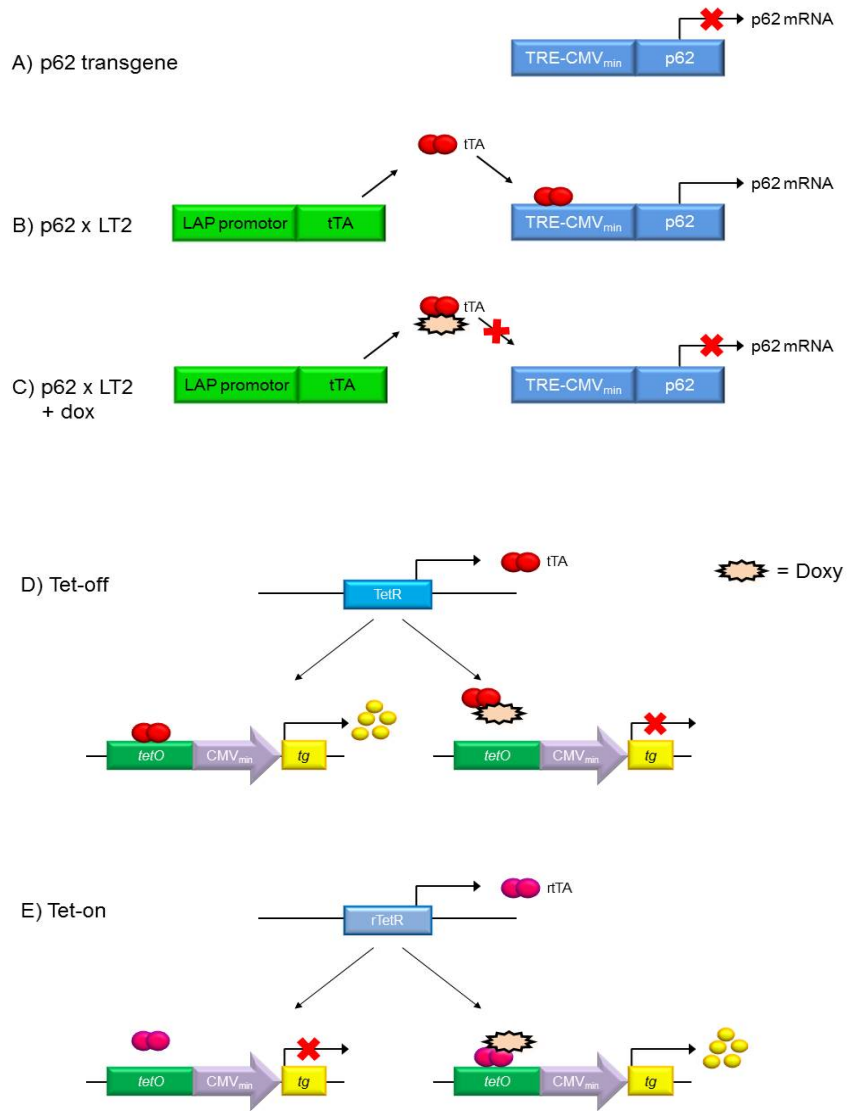 p62 mRNA
A) p62 transgene
TRE-CMVmin
p62
tTA
p62 mRNA
B) p62 x LT2
LAP promotor
tTA
TRE-CMVmin
p62
tTA
p62 mRNA
C) p62 x LT2
+ dox
LAP promotor
tTA
TRE-CMVmin
p62
D) Tet-off
TetR
tTA
= Doxy
tetO
CMVmin
tg
tetO
CMVmin
tg
E) Tet-on
rTetR
rtTA
tetO
CMVmin
tg
tetO
CMVmin
tg